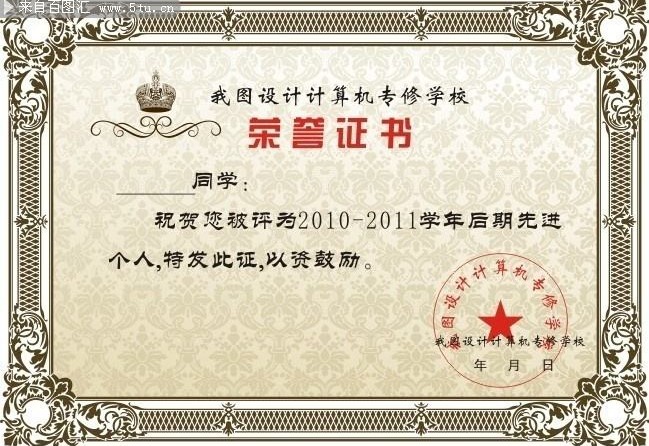 来自百图汇 www.5tu.cn
我图设计计算机专修学校
荣誉证书
______同学：
祝贺您被评为2010-2011学年后期先进
个人,特发此证,以资鼓励。
我图设计计算机专修学校
我图设计计算机专修学校
年 月 日